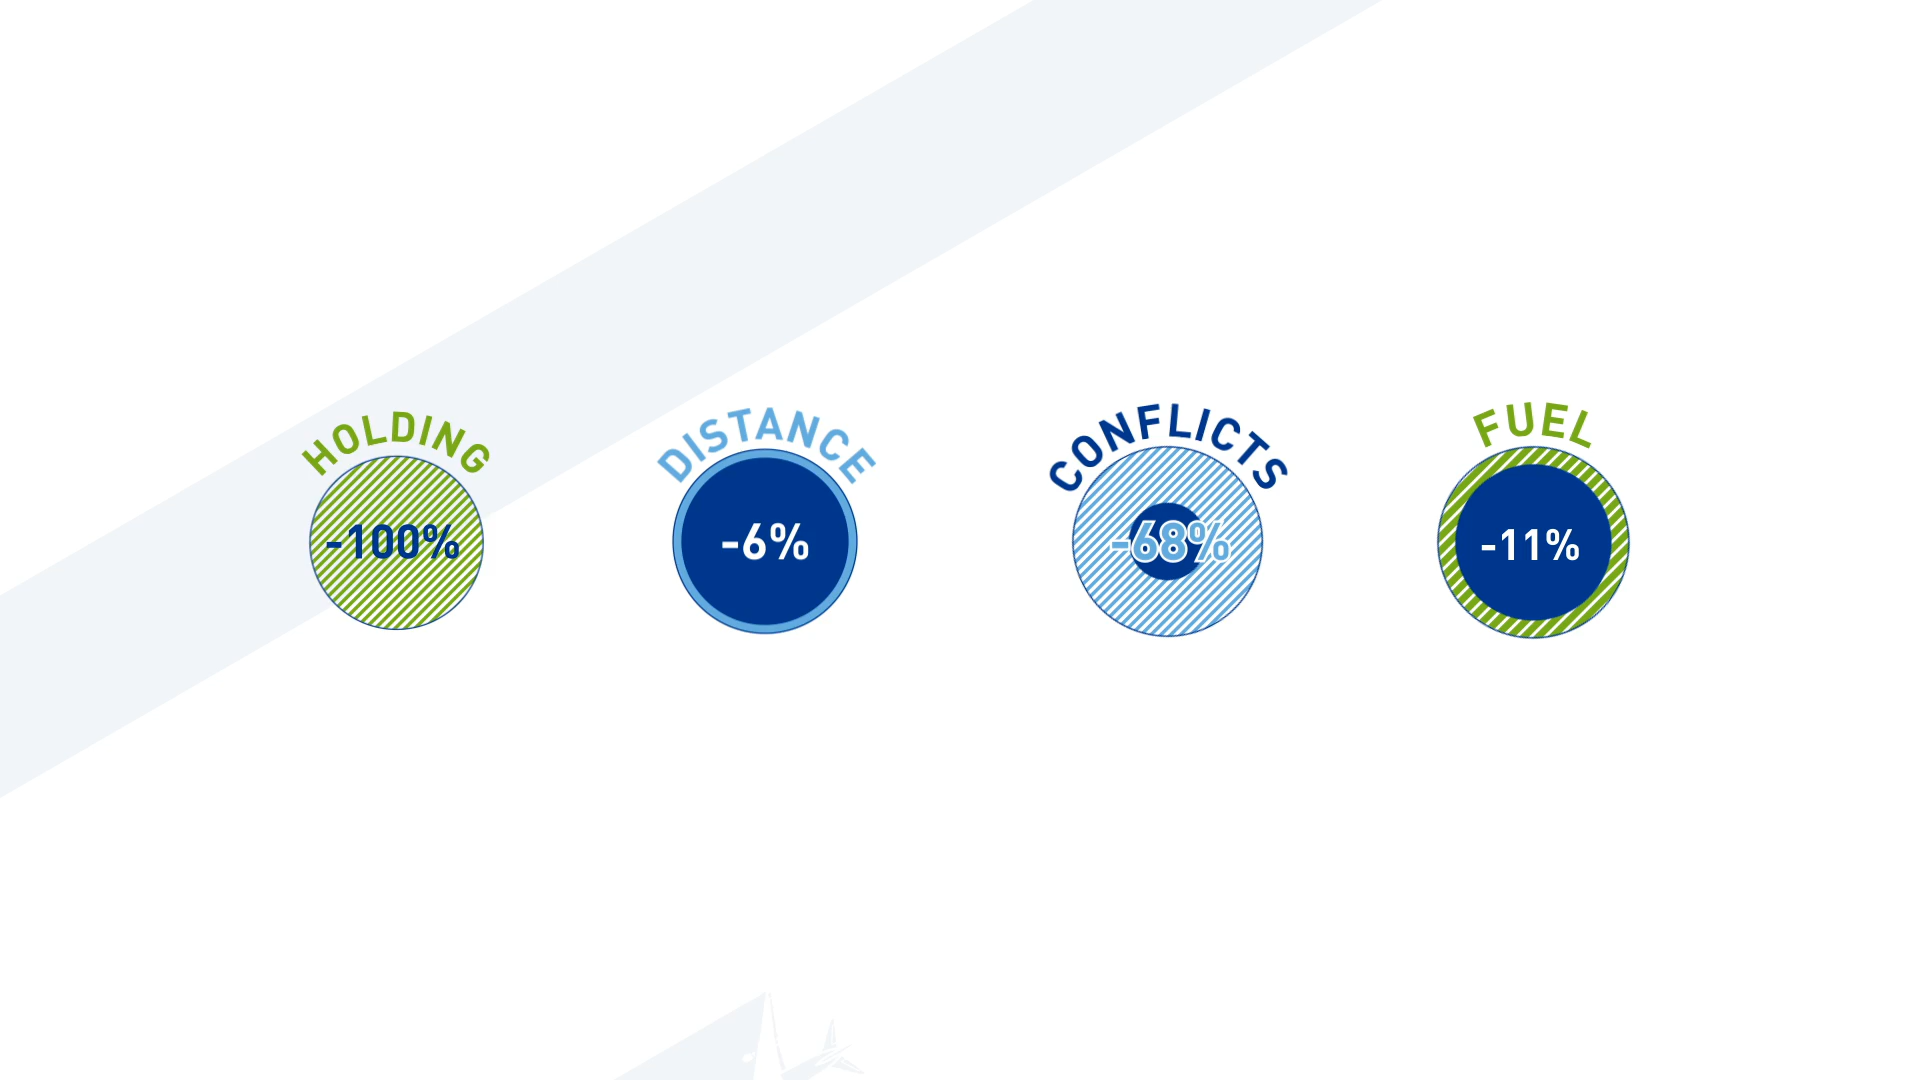 HOLDING
-100%
DISTANCE
-6%
CONFLICTS
-68%
FUEL
-11%